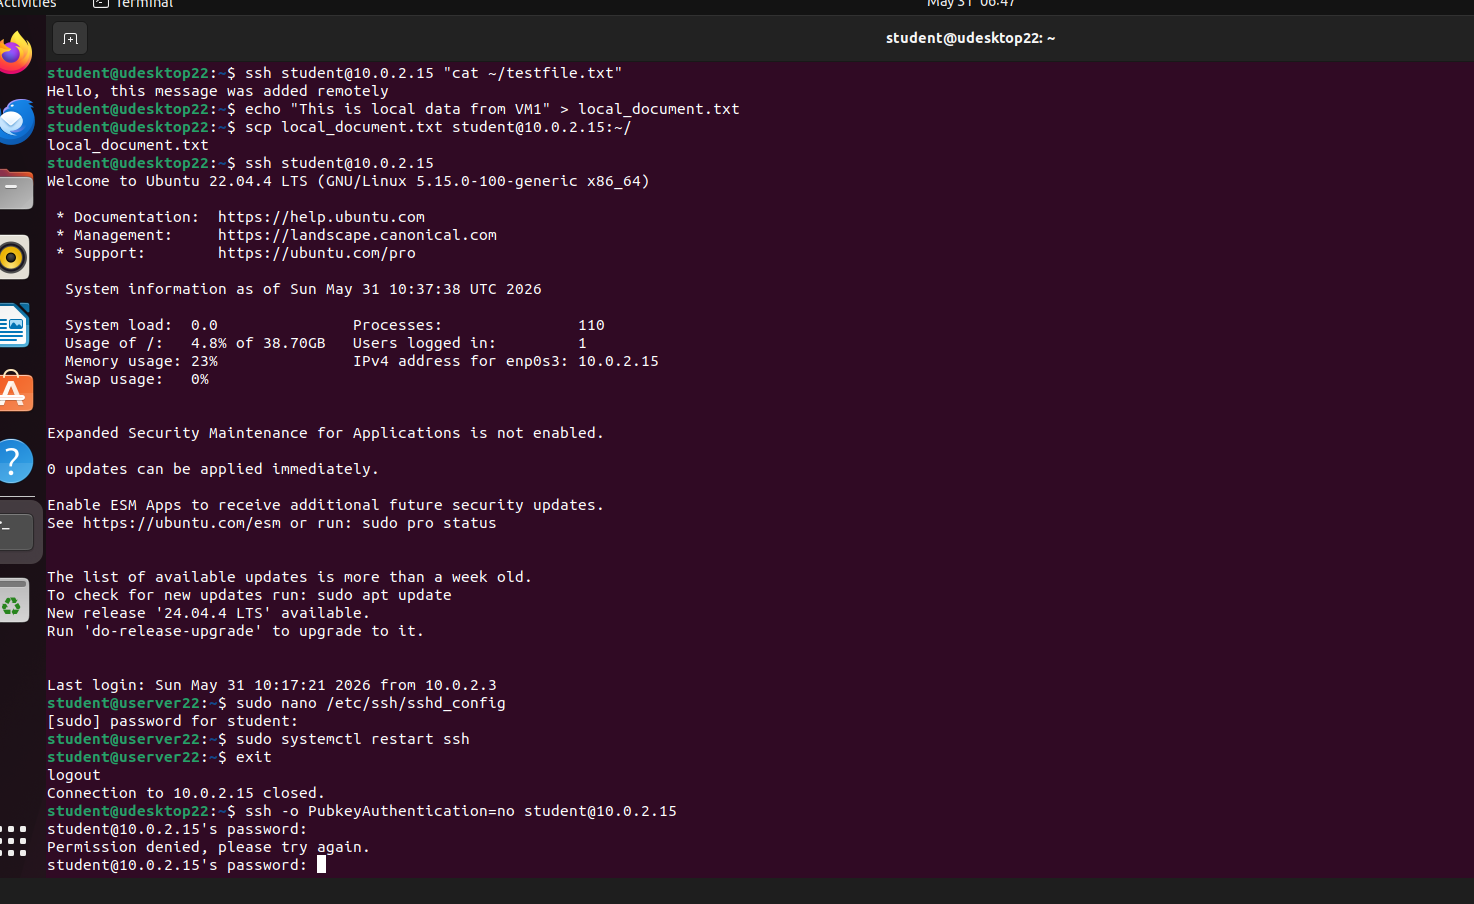 Activities
Terminal
May 31 06:47
student@udesktop22: ~
student@udesktop22:~$ ssh student@10.0.2.15 "cat ~/testfile.txt"
Hello, this message was added remotely
student@udesktop22:~$ echo "This is local data from VM1" > local_document.txt
student@udesktop22:~$ scp local_document.txt student@10.0.2.15:~/
local_document.txt
student@udesktop22:~$ ssh student@10.0.2.15
Welcome to Ubuntu 22.04.4 LTS (GNU/Linux 5.15.0-100-generic x86_64)
* Documentation: https://help.ubuntu.com
* Management: https://landscape.canonical.com
* Support: https://ubuntu.com/pro
System information as of Sun May 31 10:37:38 UTC 2026
System load: 0.0 Processes: 110
Usage of /: 4.8% of 38.70GB Users logged in: 1
Memory usage: 23% IPv4 address for enp0s3: 10.0.2.15
Swap usage: 0%
Expanded Security Maintenance for Applications is not enabled.
0 updates can be applied immediately.
Enable ESM Apps to receive additional future security updates.
See https://ubuntu.com/esm or run: sudo pro status
The list of available updates is more than a week old.
To check for new updates run: sudo apt update
New release '24.04.4 LTS' available.
Run 'do-release-upgrade' to upgrade to it.
Last login: Sun May 31 10:17:21 2026 from 10.0.2.3
student@userver22:~$ sudo nano /etc/ssh/sshd_config
[sudo] password for student:
student@userver22:~$ sudo systemctl restart ssh
student@userver22:~$ exit
logout
Connection to 10.0.2.15 closed.
student@udesktop22:~$ ssh -o PubkeyAuthentication=no student@10.0.2.15
student@10.0.2.15's password:
Permission denied, please try again.
student@10.0.2.15's password: